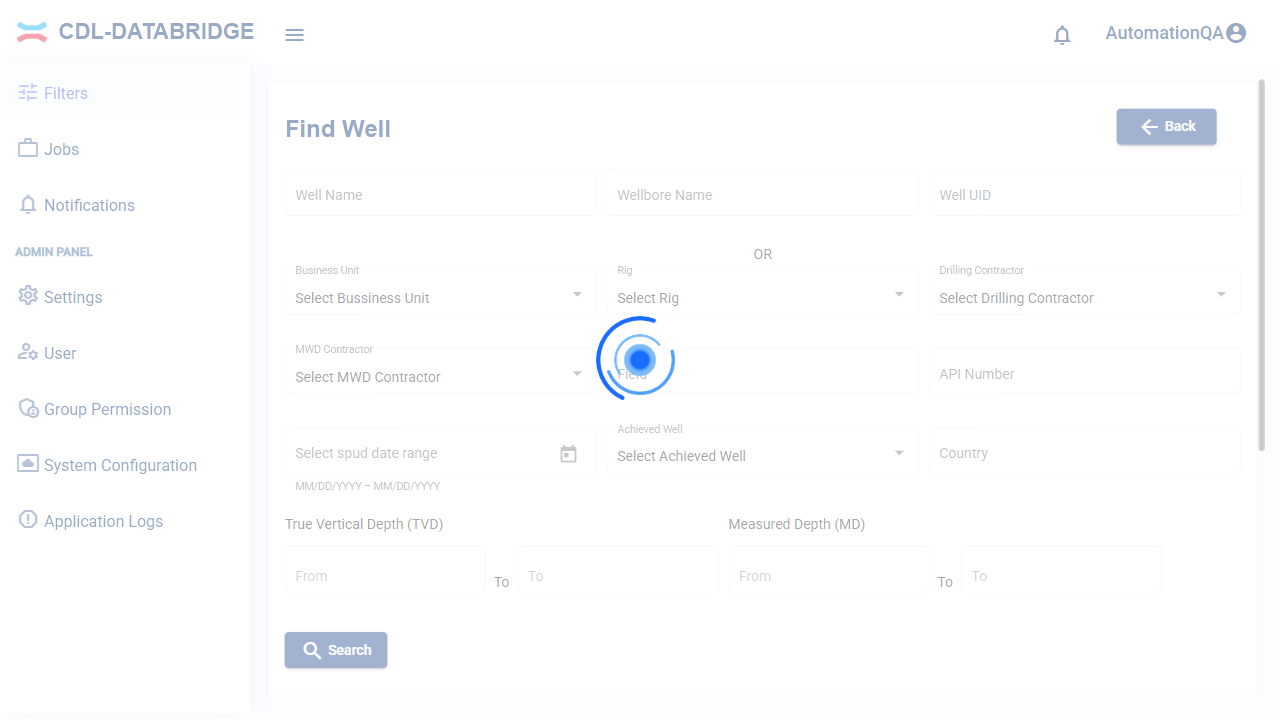 CDL-DATABRIDGE
AutomationQA
Filters
Jobs
Notifications
ADMIN PANEL
Settings
User
Group Permission
System Configuration
Application Logs
Find Well
Back
Well Name
Wellbore Name
Well UID
OR
Business Unit
Select Bussiness Unit
Rig
Select Rig
Drilling Contractor
Select Drilling Contractor
MWD Contractor
Select MWD Contractor
Field
API Number
Select spud date range
MM/DD/YYYY – MM/DD/YYYY
Achieved Well
Select Achieved Well
Country
True Vertical Depth (TVD)
From
To
To
Measured Depth (MD)
From
To
To
Search